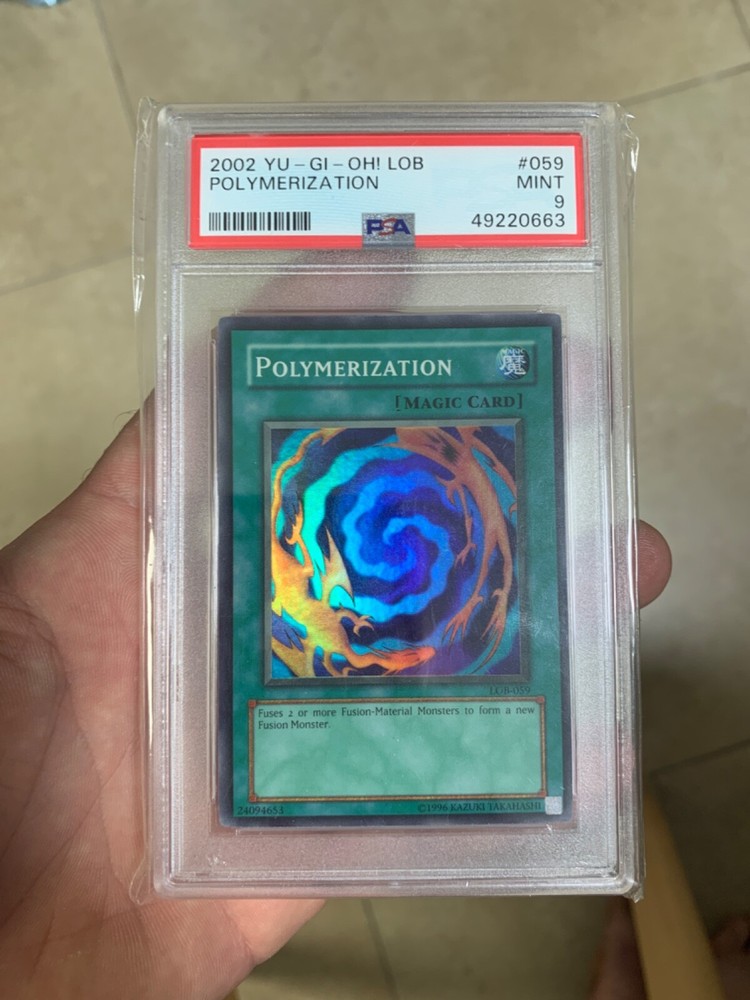 2002 YU-GI-OH! LOB #059
POLYMERIZATION MINT
9
PSA 49220663
POLYMERIZATION
魔
[MAGIC CARD]
LOB-059
Fuses 2 or more Fusion-Material Monsters to form a new
Fusion Monster.
24094653 ©1996 KAZUKI TAKAHASHI